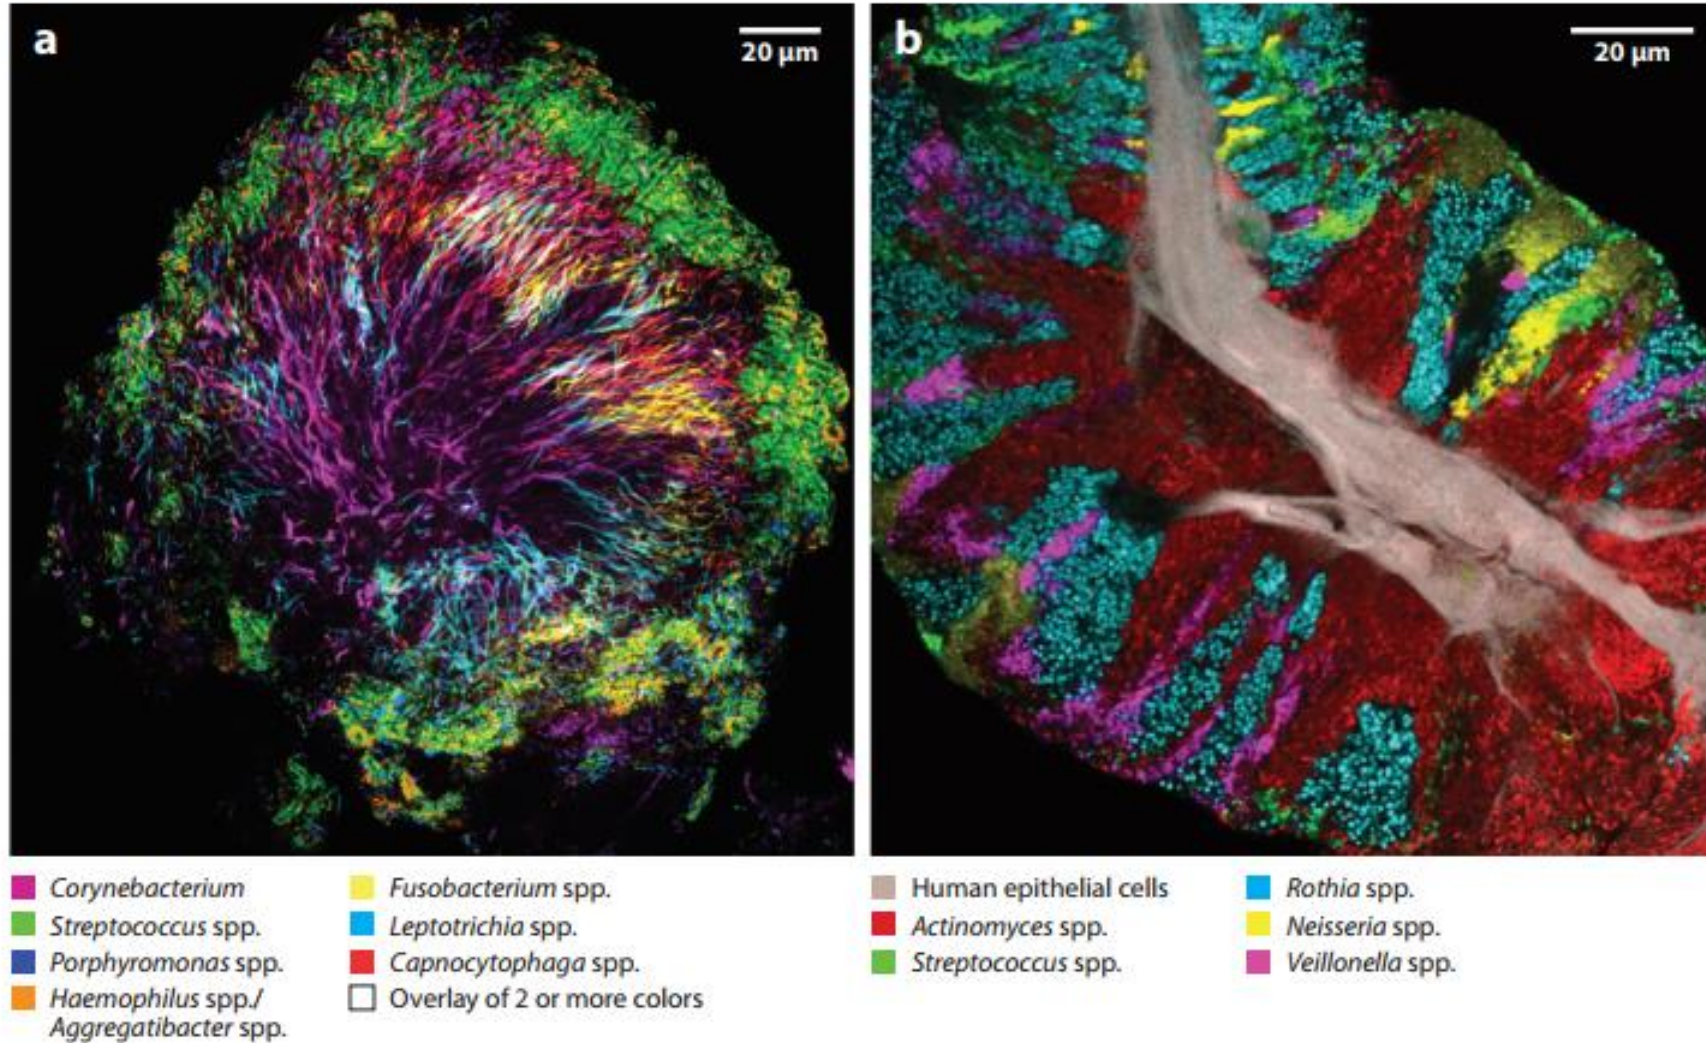 a
20 μm
b
20 μm
Corynebacterium
Streptococcus spp.
Porphyromonas spp.
Haemophilus spp./
Aggregatibacter spp.
Fusobacterium spp.
Leptotrichia spp.
Capnocytophaga spp.
Overlay of 2 or more colors
Human epithelial cells
Actinomyces spp.
Streptococcus spp.
Rothia spp.
Neisseria spp.
Veillonella spp.